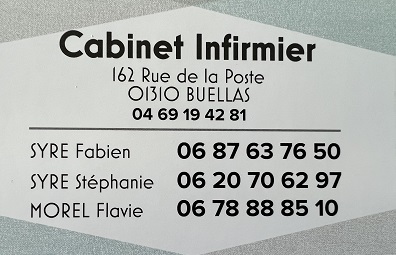 Cabinet Infirmier
162 Rue de la Poste
01310 BUELLAS
04 69 19 42 81
SYRE Fabien 06 87 63 76 50
SYRE Stéphanie 06 20 70 62 97
MOREL Flavie 06 78 88 85 10